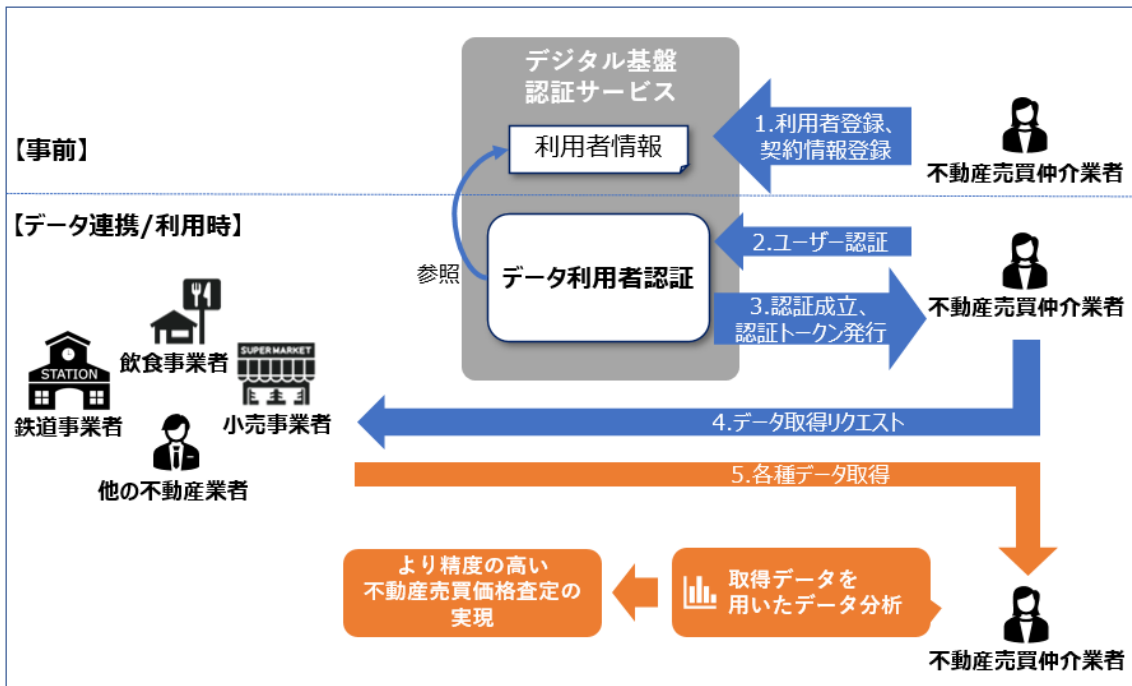 デジタル基盤
認証サービス
【事前】
利用者情報
1.利用者登録、
契約情報登録
不動産売買仲介業者
【データ連携/利用時】
参照
データ利用者認証
2.ユーザー認証
3.認証成立、
認証トークン発行
不動産売買仲介業者
飲食事業者
STATION
鉄道事業者
SUPERMARKET
小売事業者
他の不動産業者
4.データ取得リクエスト
5.各種データ取得
より精度の高い
不動産売買価格査定の
実現
取得データを
用いたデータ分析
不動産売買仲介業者